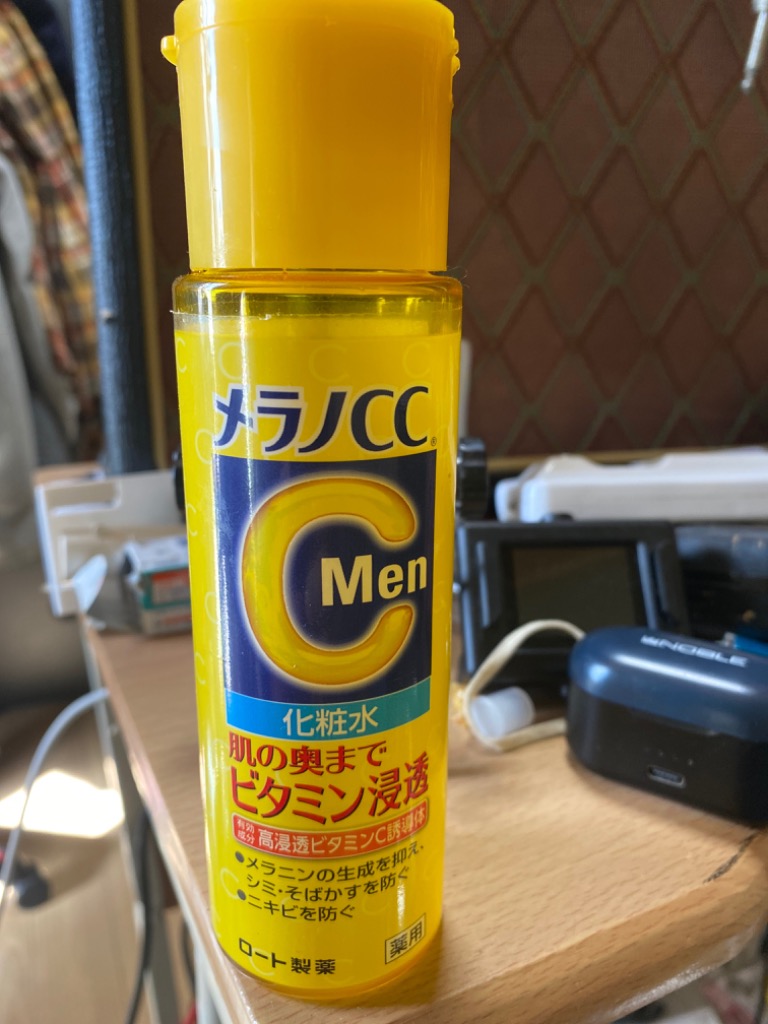 メラノCC®
C Men
化粧水
肌の奥まで
ビタミン浸透
有効成分 高浸透ビタミンC誘導体
●メラニンの生成を抑え、
シミ・そばかすを防ぐ
●ニキビを防ぐ
ロート製薬
薬用
NOBLE